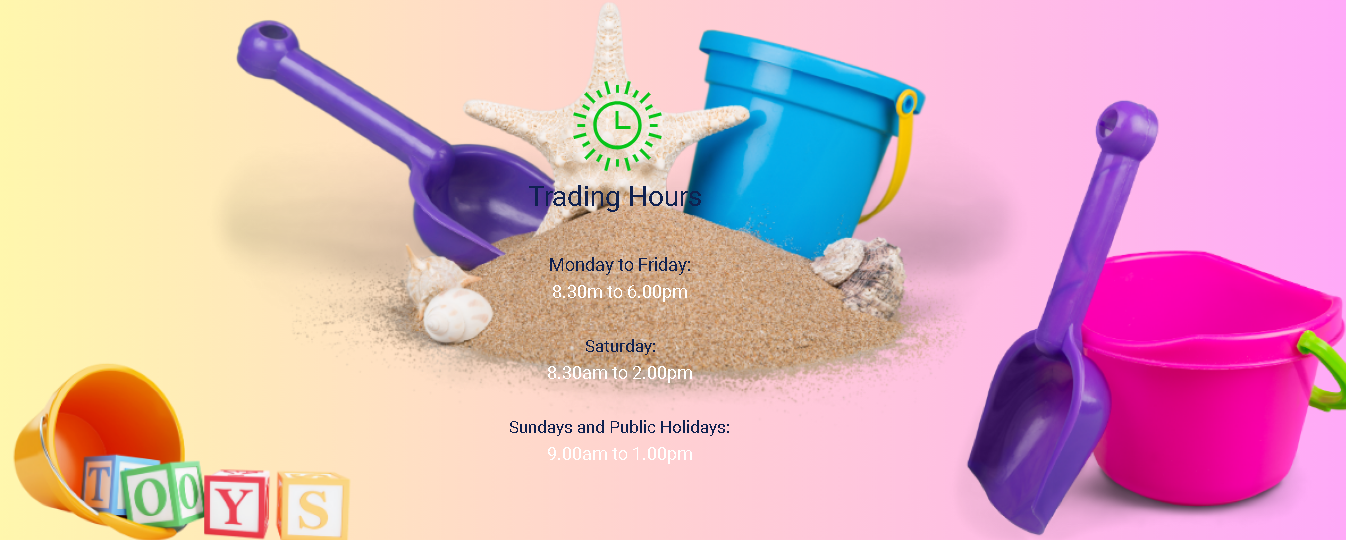 Trading Hours
Monday to Friday:
8.30m to 6.00pm
Saturday:
8.30am to 2.00pm
Sundays and Public Holidays:
9.00am to 1.00pm
T O O Y S